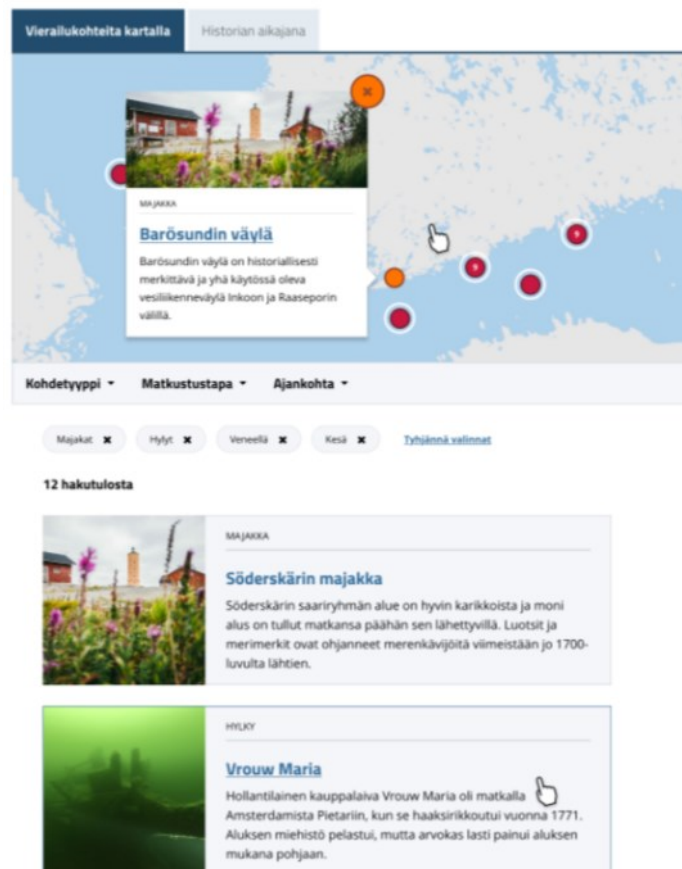 Vierailukohteita kartalla
Historian aikajana
MAJAKKA
Barösundin väylä
Barösundin väylä on historiallisesti
merkittävä ja yhä käytössä oleva
vesiliikenneväylä Inkoon ja Raaseporin
välillä.
9
9
Kohdetyyppi
Matkustustapa
Ajankohta
Majakat
Hylyt
Veneellä
Kesä
Tyhjännä valinnat
12 hakutulosta
MAJAKKA
Söderskärin majakka
Söderskärin saariryhmän alue on hyvin karikkoista ja moni
alus on tullut matkansa päähän sen lähettyvillä. Luotsit ja
merimerkit ovat ohjanneet merenkävijöitä viimeistään jo 1700-
luvulta lähtien.
HYLKY
Vrouw Maria
Hollantilainen kauppalaiva Vrouw Maria oli matkalla
Amsterdamista Pietariin, kun se haaksirikkoutui vuonna 1771.
Aluksen miehistö pelastui, mutta arvokas lasti painui aluksen
mukana pohjaan.